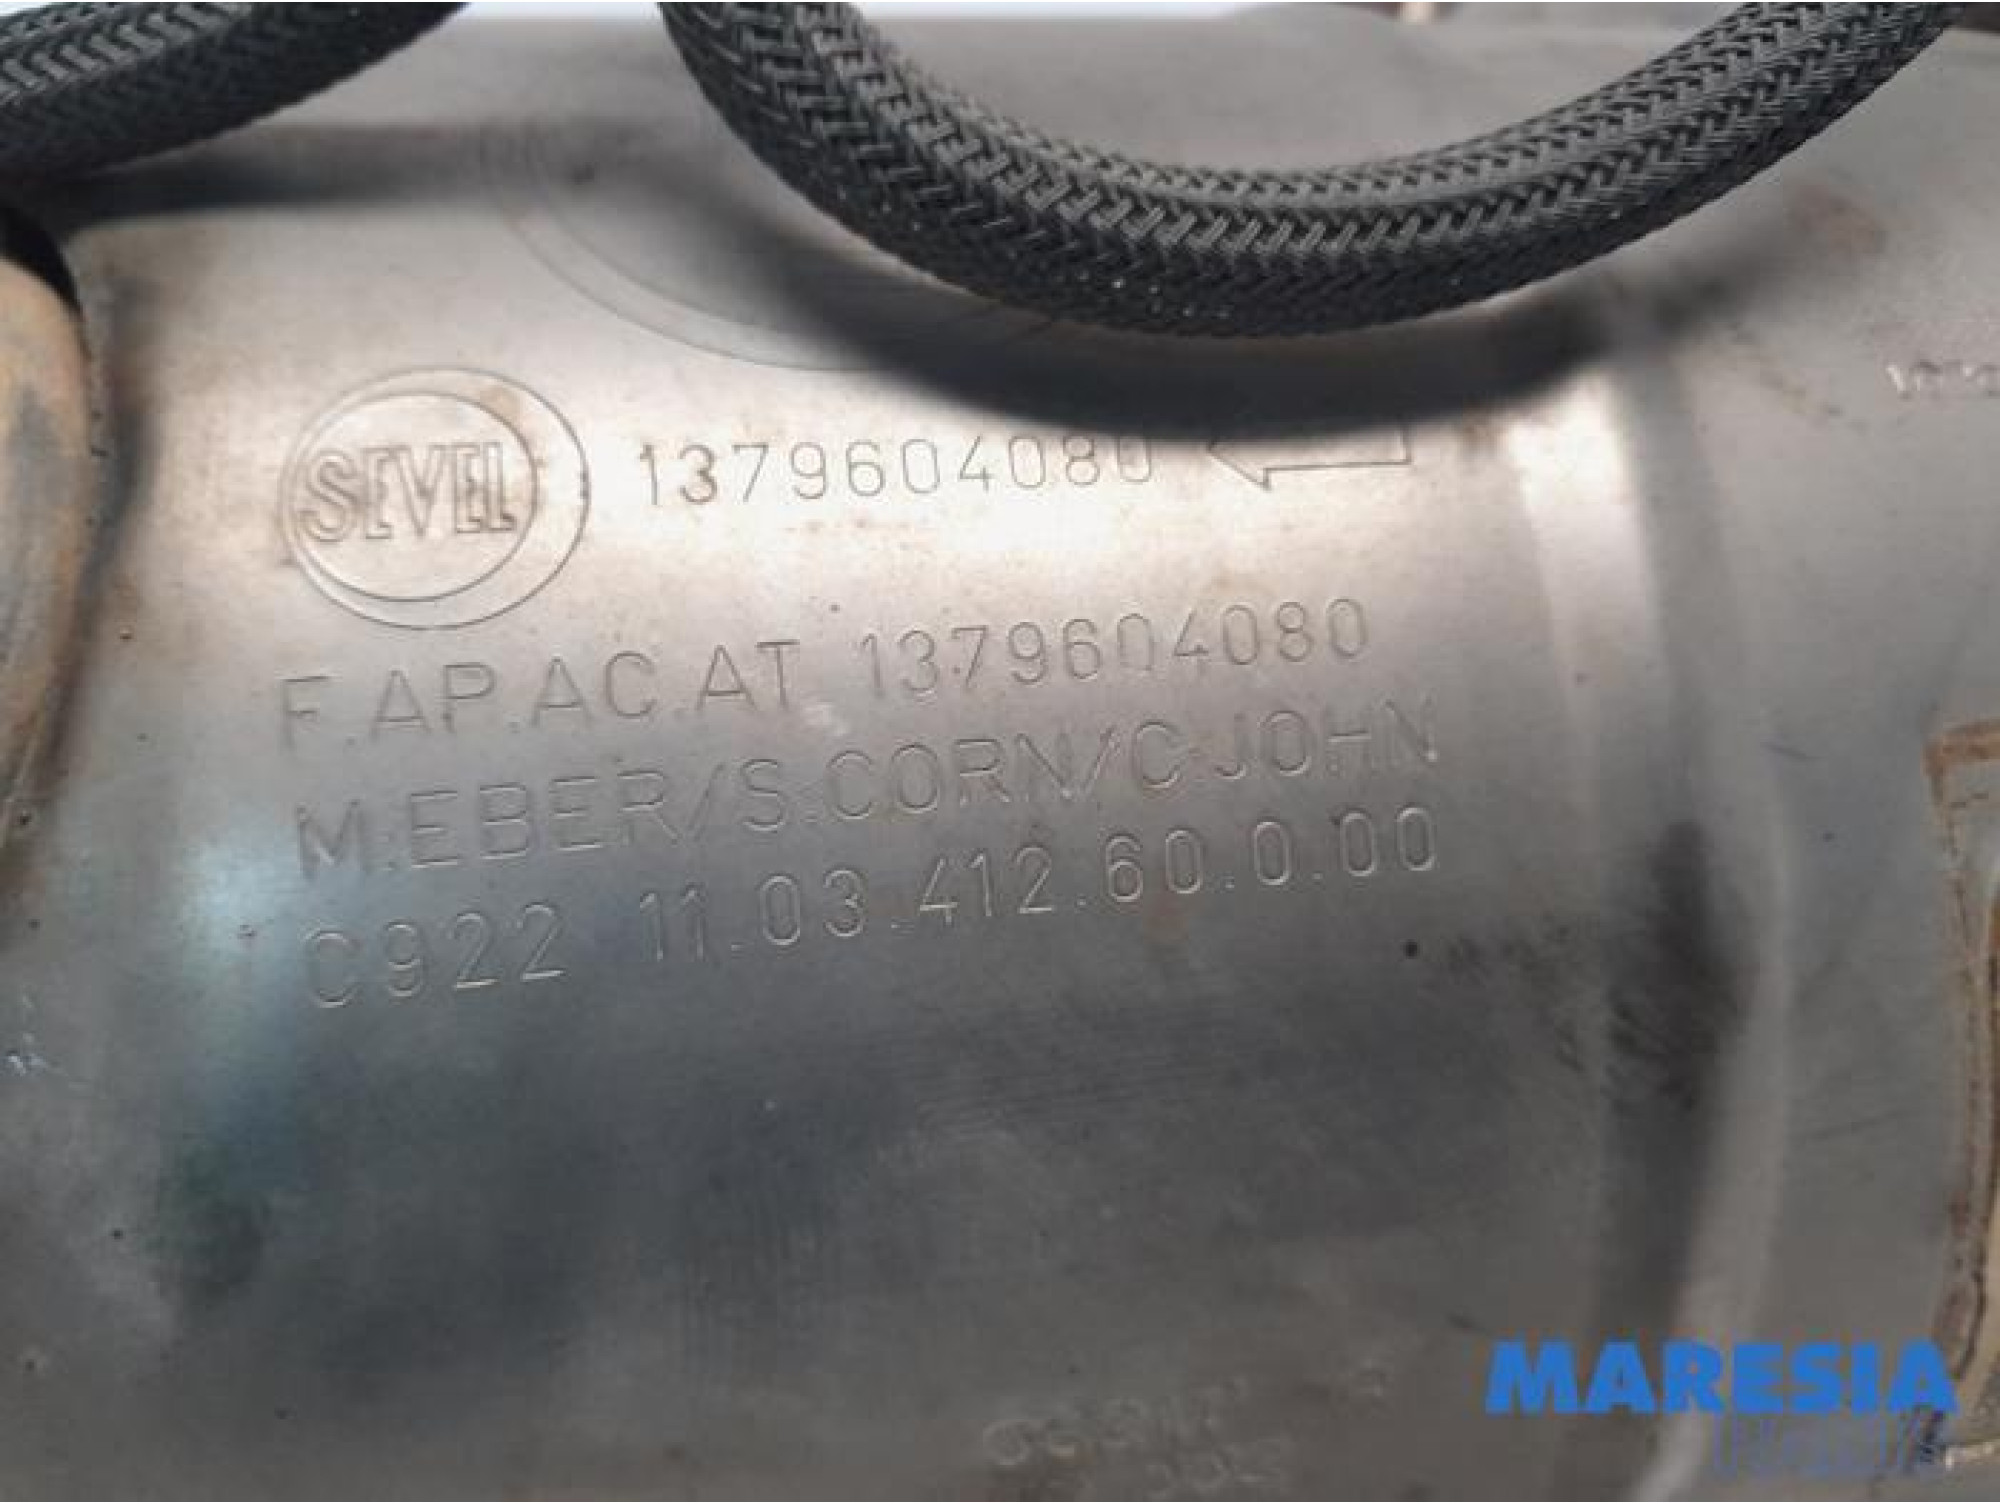 SEVEL 1379604080
F.AP.AC.AT 1379604080
M.EBER/S.CORN/C.JOHN
C922 11.03.412.60.0.00
MARESIA